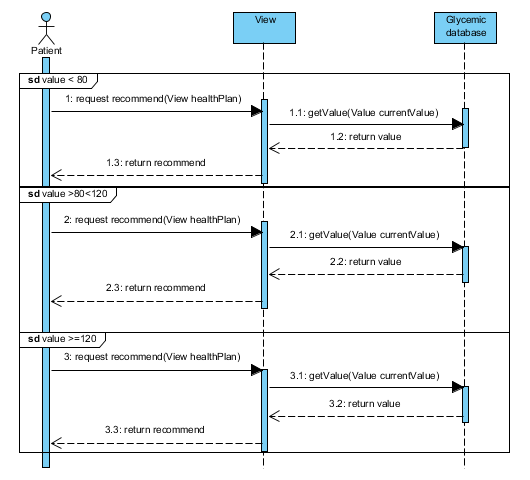 Patient
View
Glycemic
database
sd value < 80
1: request recommend(View healthPlan)
1.1: getValue(Value currentValue)
1.2: return value
1.3: return recommend
sd value >80<120
2: request recommend(View healthPlan)
2.1: getValue(Value currentValue)
2.2: return value
2.3: return recommend
sd value >=120
3: request recommend(View healthPlan)
3.1: getValue(Value currentValue)
3.2: return value
3.3: return recommend